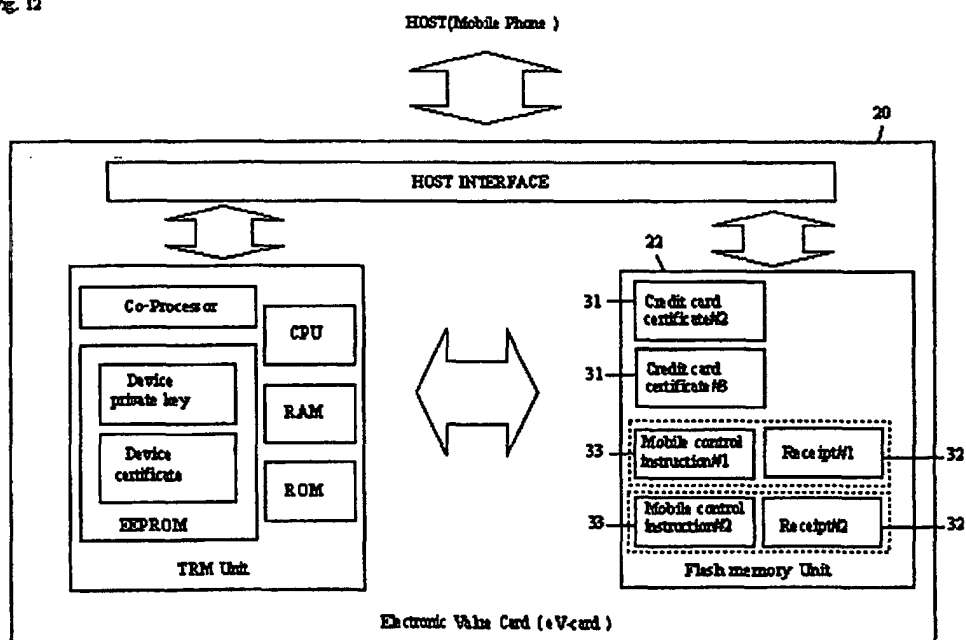 Fig. 12
HOST(Mobile Phone )
20
HOST INTERFACE
22
Co-Processor
CPU
Device
private key
RAM
Device
certificate
ROM
EEPROM
TRM Unit
31
Credit card
certificate#2
31
Credit card
certificate#3
33
Mobile control
Instruction#1
Receipt#1
32
33
Mobile control
Instruction#2
Receipt#2
32
Flash memory Unit
Electronic Value Card (eV-card )